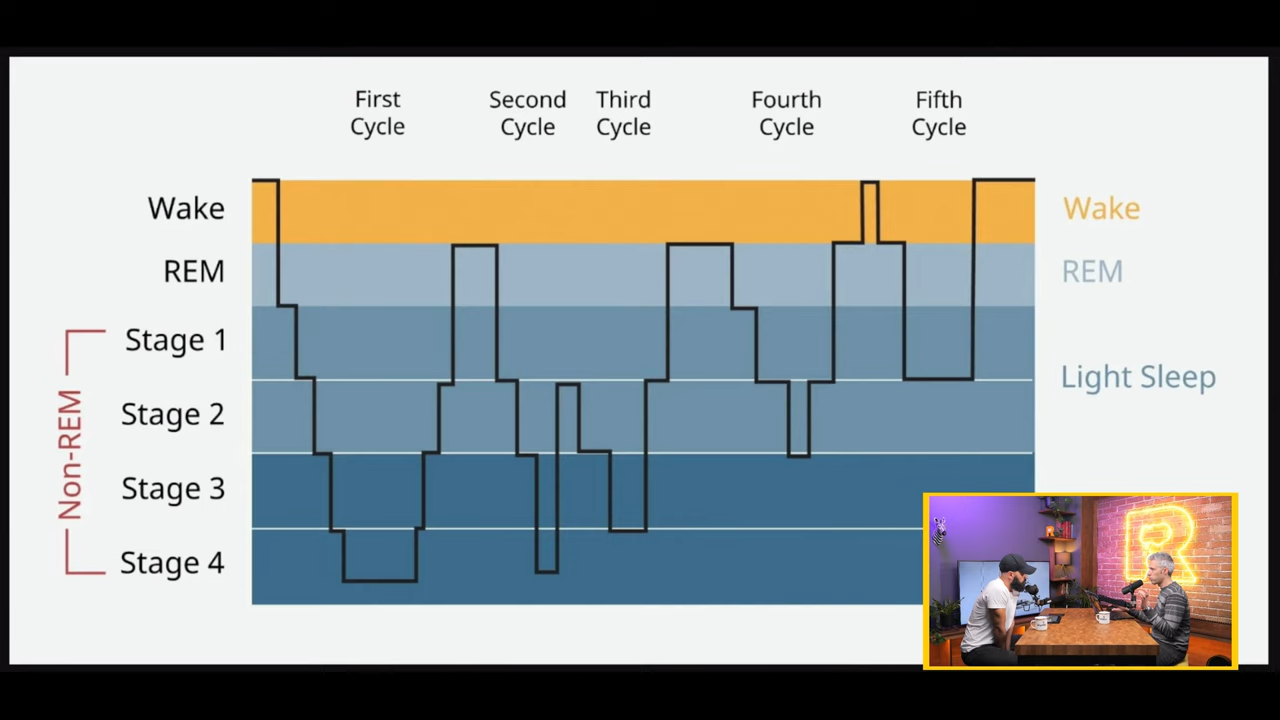 First
Cycle
Second
Cycle
Third
Cycle
Fourth
Cycle
Fifth
Cycle
Wake
REM
Stage 1
Stage 2
Stage 3
Stage 4
Non-REM
Wake
REM
Light Sleep
R